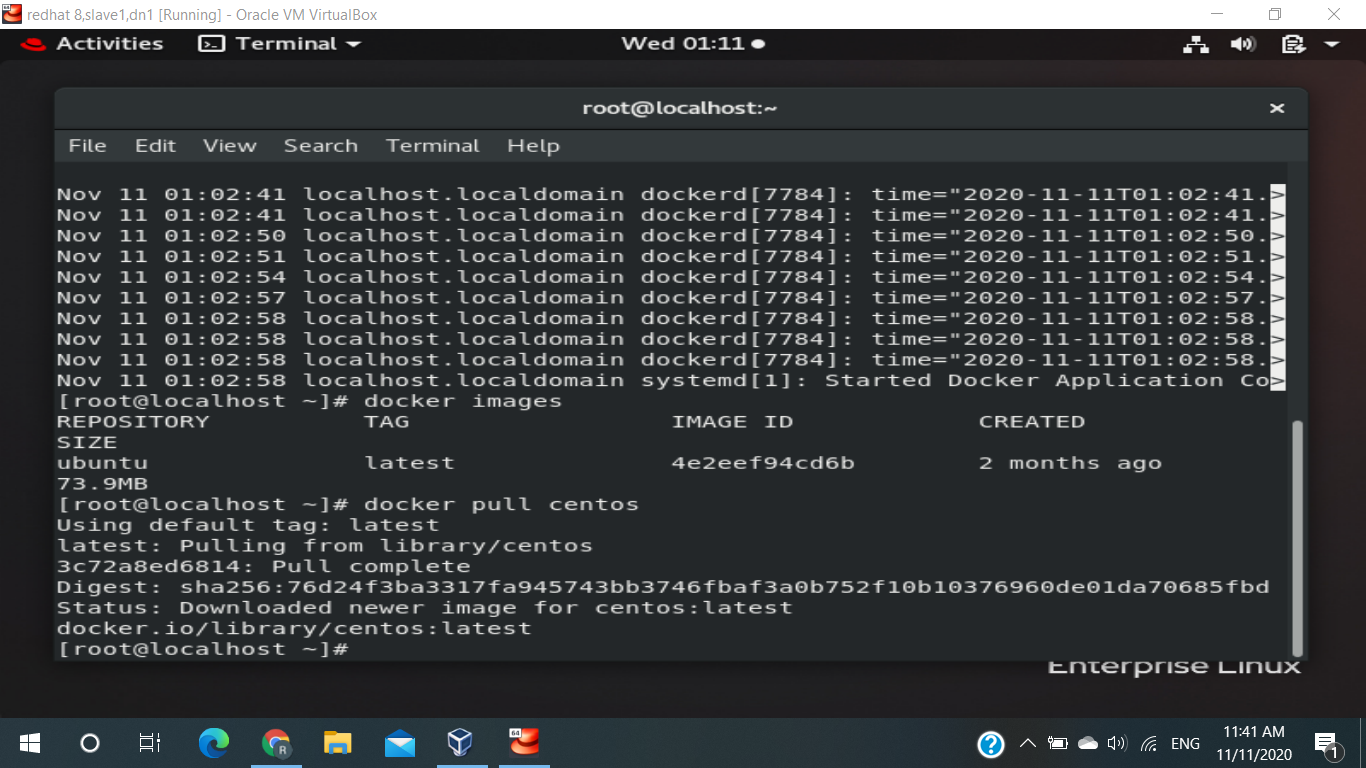 redhat 8,slave1,dn1 [Running] - Oracle VM VirtualBox
Activities Terminal Wed 01:11
root@localhost:~
File Edit View Search Terminal Help
Nov 11 01:02:41 localhost.localdomain dockerd[7784]: time="2020-11-11T01:02:41.>
Nov 11 01:02:41 localhost.localdomain dockerd[7784]: time="2020-11-11T01:02:41.>
Nov 11 01:02:50 localhost.localdomain dockerd[7784]: time="2020-11-11T01:02:50.>
Nov 11 01:02:51 localhost.localdomain dockerd[7784]: time="2020-11-11T01:02:51.>
Nov 11 01:02:54 localhost.localdomain dockerd[7784]: time="2020-11-11T01:02:54.>
Nov 11 01:02:57 localhost.localdomain dockerd[7784]: time="2020-11-11T01:02:57.>
Nov 11 01:02:58 localhost.localdomain dockerd[7784]: time="2020-11-11T01:02:58.>
Nov 11 01:02:58 localhost.localdomain dockerd[7784]: time="2020-11-11T01:02:58.>
Nov 11 01:02:58 localhost.localdomain dockerd[7784]: time="2020-11-11T01:02:58.>
Nov 11 01:02:58 localhost.localdomain systemd[1]: Started Docker Application Co>
[root@localhost ~]# docker images
REPOSITORY TAG IMAGE ID CREATED
SIZE
ubuntu latest 4e2eef94cd6b 2 months ago
73.9MB
[root@localhost ~]# docker pull centos
Using default tag: latest
latest: Pulling from library/centos
3c72a8ed6814: Pull complete
Digest: sha256:76d24f3ba3317fa945743bb3746fbaf3a0b752f10b10376960de01da70685fbd
Status: Downloaded newer image for centos:latest
docker.io/library/centos:latest
[root@localhost ~]#
Enterprise Linux
64
R
ENG
11:41 AM
11/11/2020
1